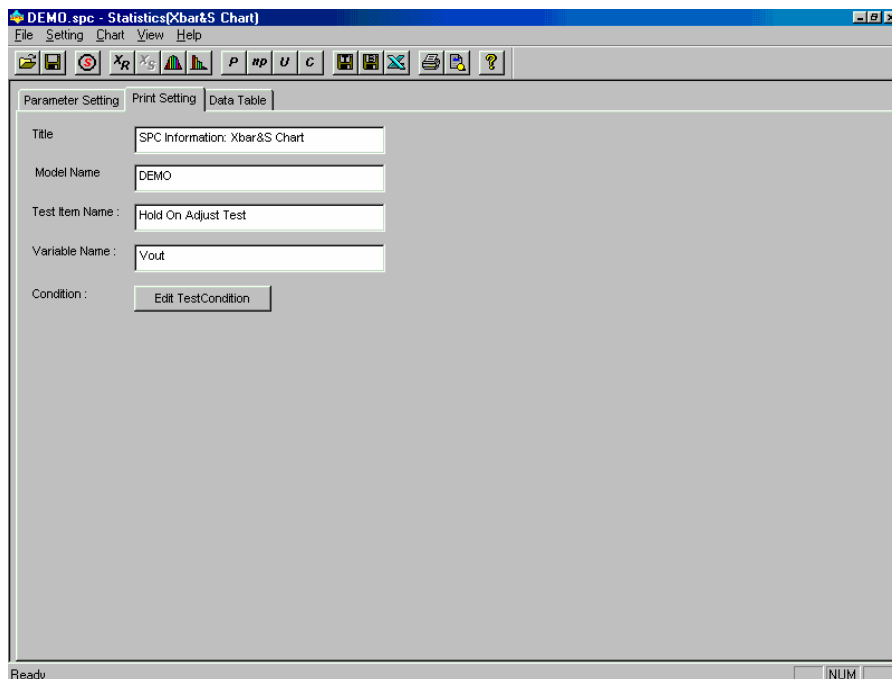 DEMO.spc - Statistics(Xbar&S Chart)
File Setting Chart View Help
XR XS P np U C ?
Parameter Setting Print Setting Data Table
Title SPC Information: Xbar&S Chart
Model Name DEMO
Test Item Name : Hold On Adjust Test
Variable Name : Vout
Condition : Edit TestCondition
Ready NUM